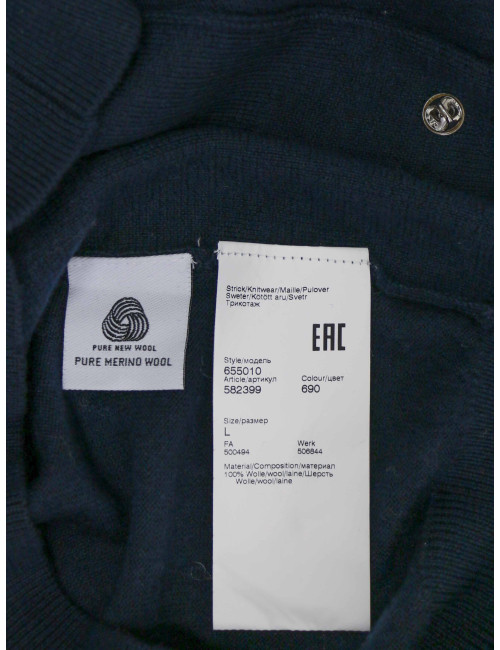 PURE NEW WOOL
PURE MERINO WOOL
Strick/Knitwear/Maille/Pulover
Sweter/Kötött aru/Svetr
Трикотаж
EAC
Style/модель
655010
Article/артикул Colour/цвет
582399 690
Size/размер
L
FA Werk
500494 506844
Material/Composition/материал
100% Wolle/wool/laine/Шерсть
Wolle/wool/laine